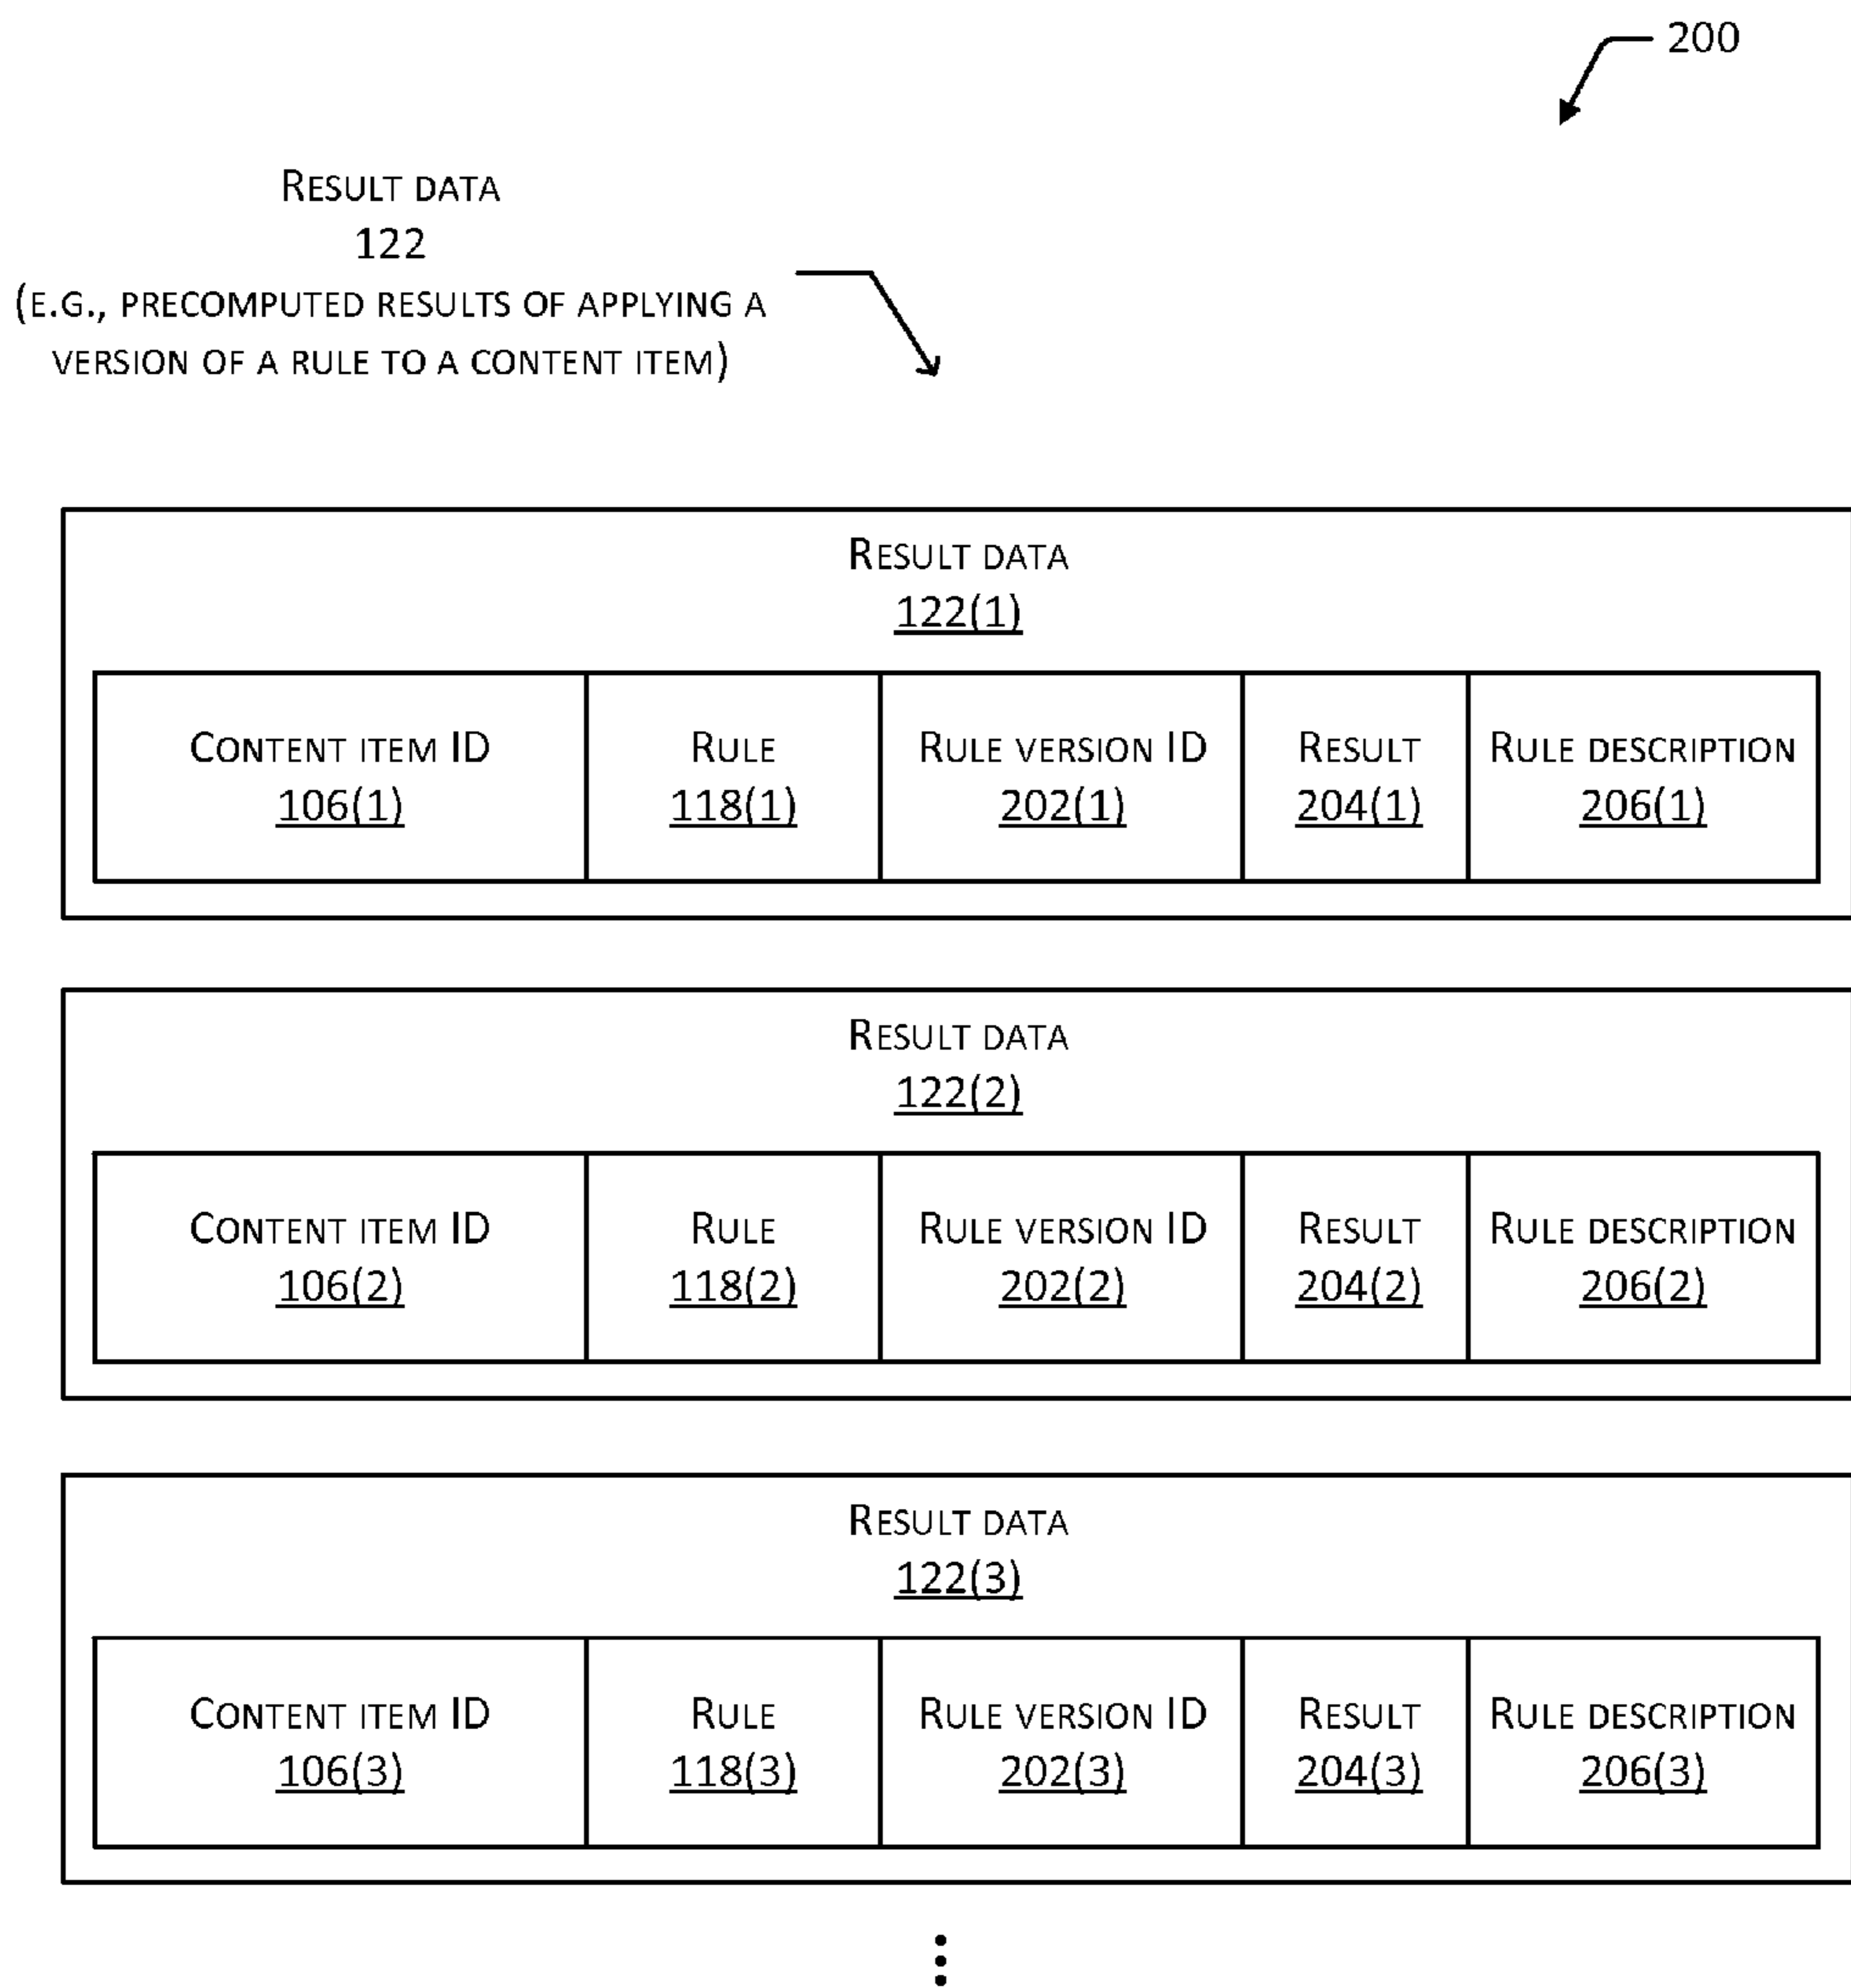 200
Result data
122
(e.g., precomputed results of applying a
version of a rule to a content item)
Result data
122(1)
Content item ID Rule Rule version ID Result Rule description
106(1) 118(1) 202(1) 204(1) 206(1)
Result data
122(2)
Content item ID Rule Rule version ID Result Rule description
106(2) 118(2) 202(2) 204(2) 206(2)
Result data
122(3)
Content item ID Rule Rule version ID Result Rule description
106(3) 118(3) 202(3) 204(3) 206(3)